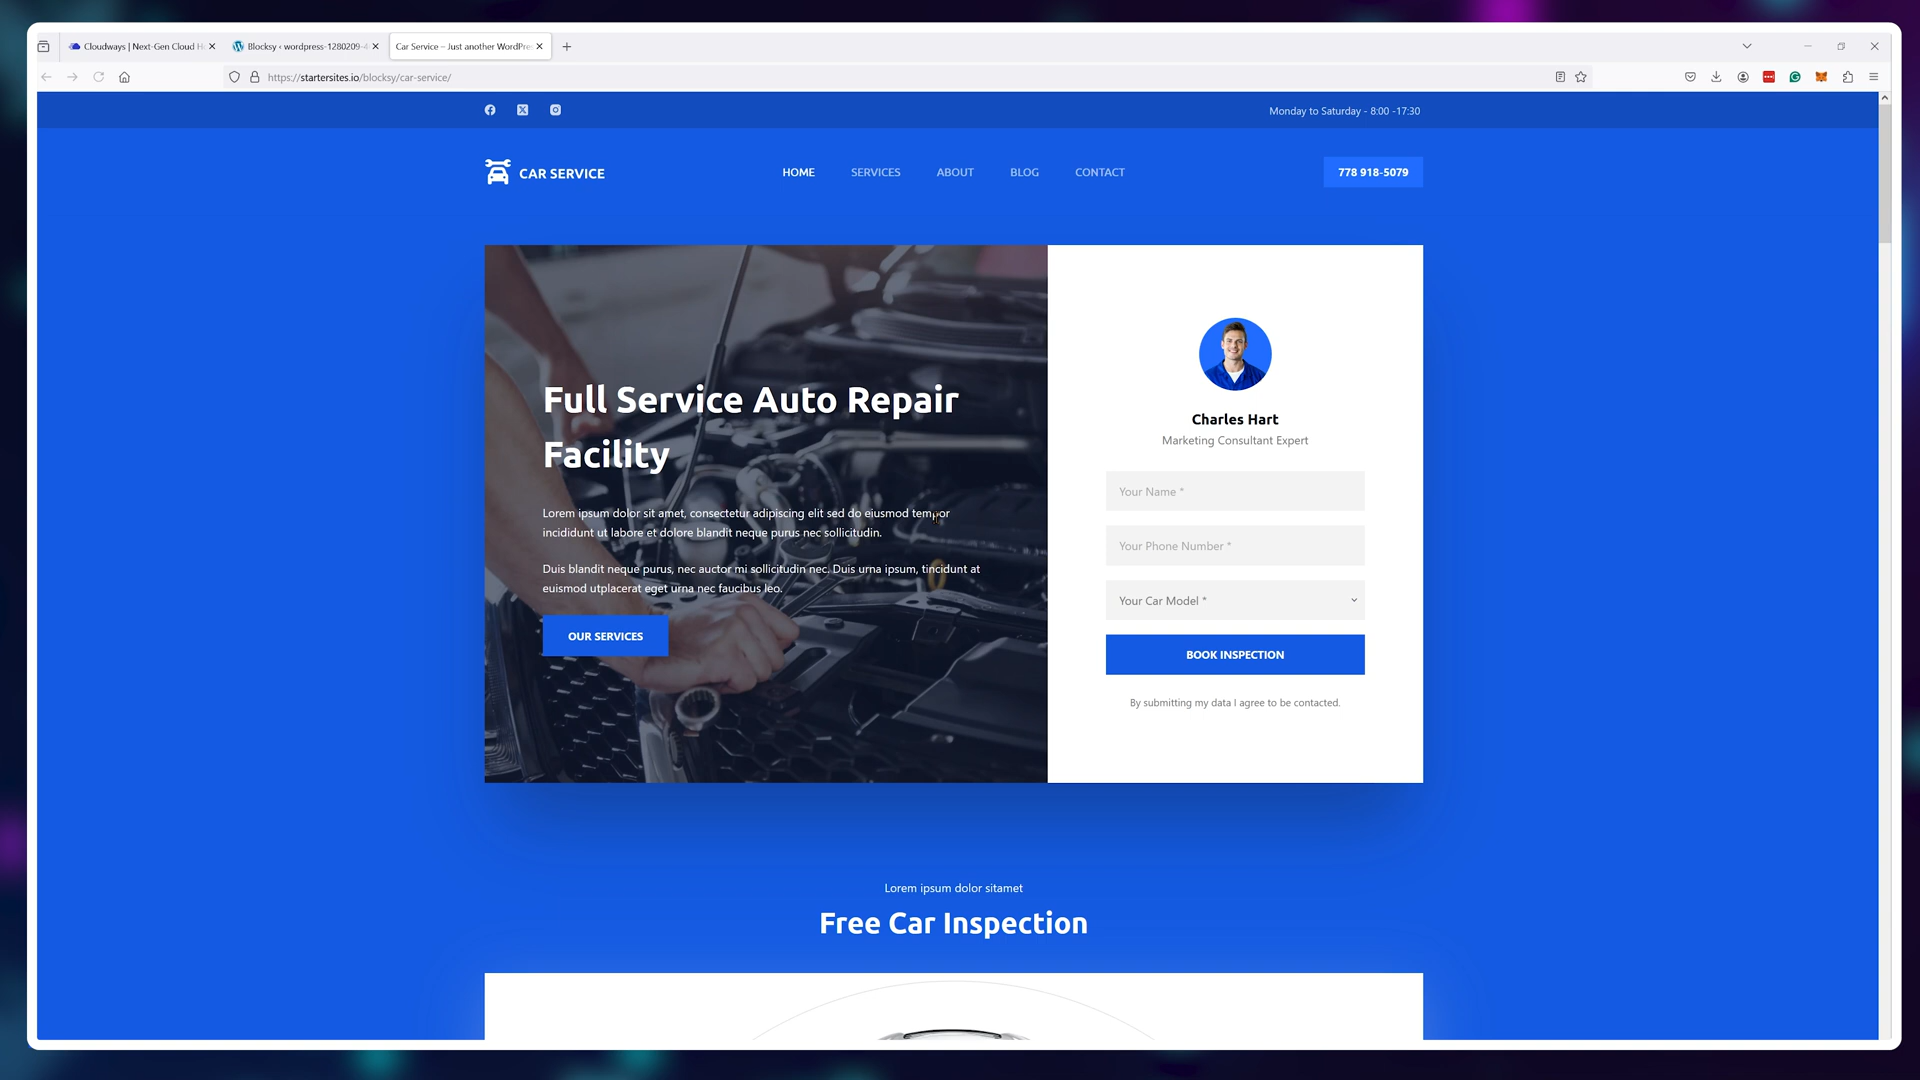 Cloudways | Next-Gen Cloud H
Blocksy ‹ wordpress-1280209-4
Car Service – Just another WordPre
https://startersites.io/blocksy/car-service/
Monday to Saturday - 8:00 -17:30
CAR SERVICE
HOME
SERVICES
ABOUT
BLOG
CONTACT
778 918-5079
Full Service Auto Repair
Facility
Lorem ipsum dolor sit amet, consectetur adipiscing elit sed do eiusmod tempor
incididunt ut labore et dolore blandit neque purus nec sollicitudin.
Duis blandit neque purus, nec auctor mi sollicitudin nec. Duis urna ipsum, tincidunt at
euismod utplacerat eget urna nec faucibus leo.
OUR SERVICES
Charles Hart
Marketing Consultant Expert
Your Name *
Your Phone Number *
Your Car Model *
BOOK INSPECTION
By submitting my data I agree to be contacted.
Lorem ipsum dolor sitamet
Free Car Inspection